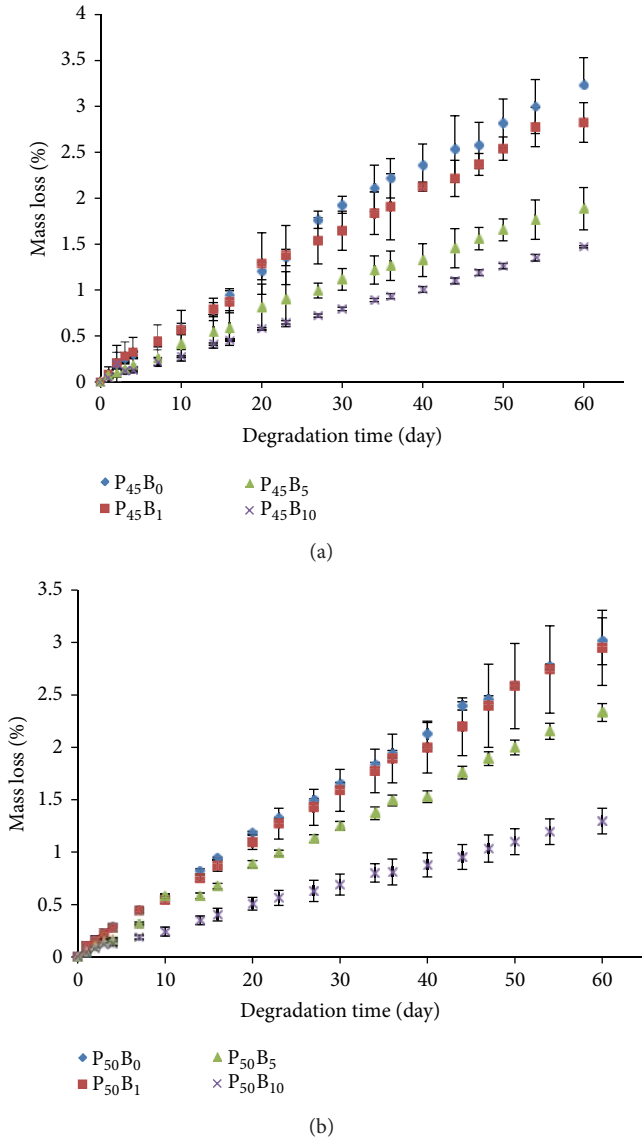 4
3.5
3
2.5
2
1.5
1
0.5
0
Mass loss (%)
0 10 20 30 40 50 60
Degradation time (day)
P₄₅B₀ P₄₅B₅
P₄₅B₁ P₄₅B₁₀
(a)
3.5
3
2.5
2
1.5
1
0.5
0
Mass loss (%)
0 10 20 30 40 50 60
Degradation time (day)
P₅₀B₀ P₅₀B₅
P₅₀B₁ P₅₀B₁₀
(b)